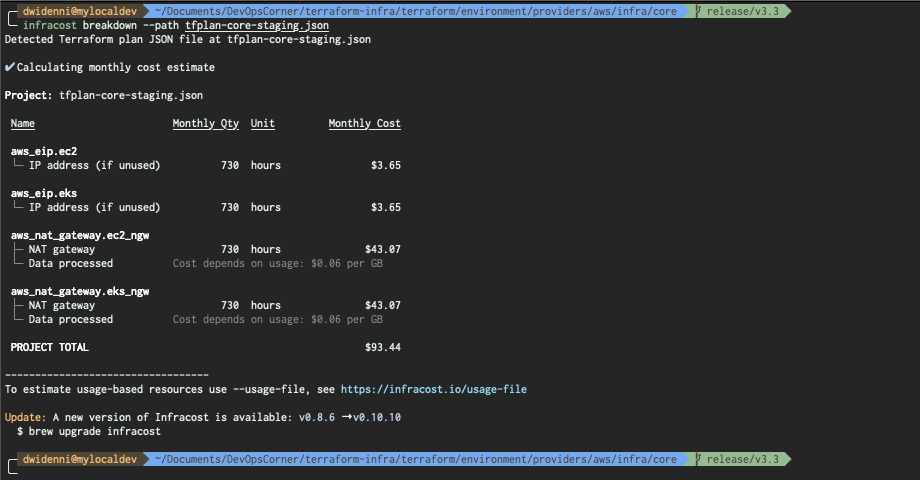 dwidenni@mylocaldev ~/Documents/DevOpsCorner/terraform-infra/terraform/environment/providers/aws/infra/core release/v3.3
infracost breakdown --path tfplan-core-staging.json
Detected Terraform plan JSON file at tfplan-core-staging.json
✔Calculating monthly cost estimate
Project: tfplan-core-staging.json
Name Monthly Qty Unit Monthly Cost
aws_eip.ec2
└─ IP address (if unused) 730 hours $3.65
aws_eip.eks
└─ IP address (if unused) 730 hours $3.65
aws_nat_gateway.ec2_ngw
├─ NAT gateway 730 hours $43.07
└─ Data processed Cost depends on usage: $0.06 per GB
aws_nat_gateway.eks_ngw
├─ NAT gateway 730 hours $43.07
└─ Data processed Cost depends on usage: $0.06 per GB
PROJECT TOTAL $93.44
----------------------------------
To estimate usage-based resources use --usage-file, see https://infracost.io/usage-file
Update: A new version of Infracost is available: v0.8.6 →v0.10.10
$ brew upgrade infracost
dwidenni@mylocaldev ~/Documents/DevOpsCorner/terraform-infra/terraform/environment/providers/aws/infra/core release/v3.3